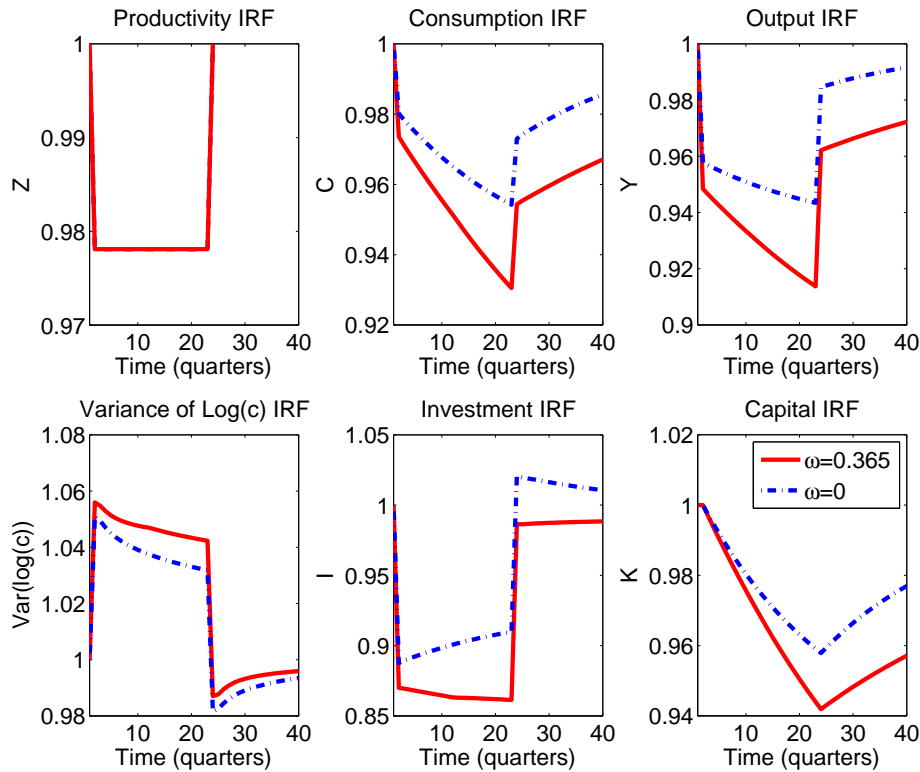 Productivity IRF
1
0.99
0.98
0.97
Z
10 20 30 40
Time (quarters)
Consumption IRF
1
0.98
0.96
0.94
0.92
C
10 20 30 40
Time (quarters)
Output IRF
1
0.98
0.96
0.94
0.92
0.9
Y
10 20 30 40
Time (quarters)
Variance of Log(c) IRF
1.08
1.06
1.04
1.02
1
0.98
Var(log(c))
10 20 30 40
Time (quarters)
Investment IRF
1.05
1
0.95
0.9
0.85
I
10 20 30 40
Time (quarters)
Capital IRF
1.02
1
0.98
0.96
0.94
K
ω=0.365
ω=0
10 20 30 40
Time (quarters)